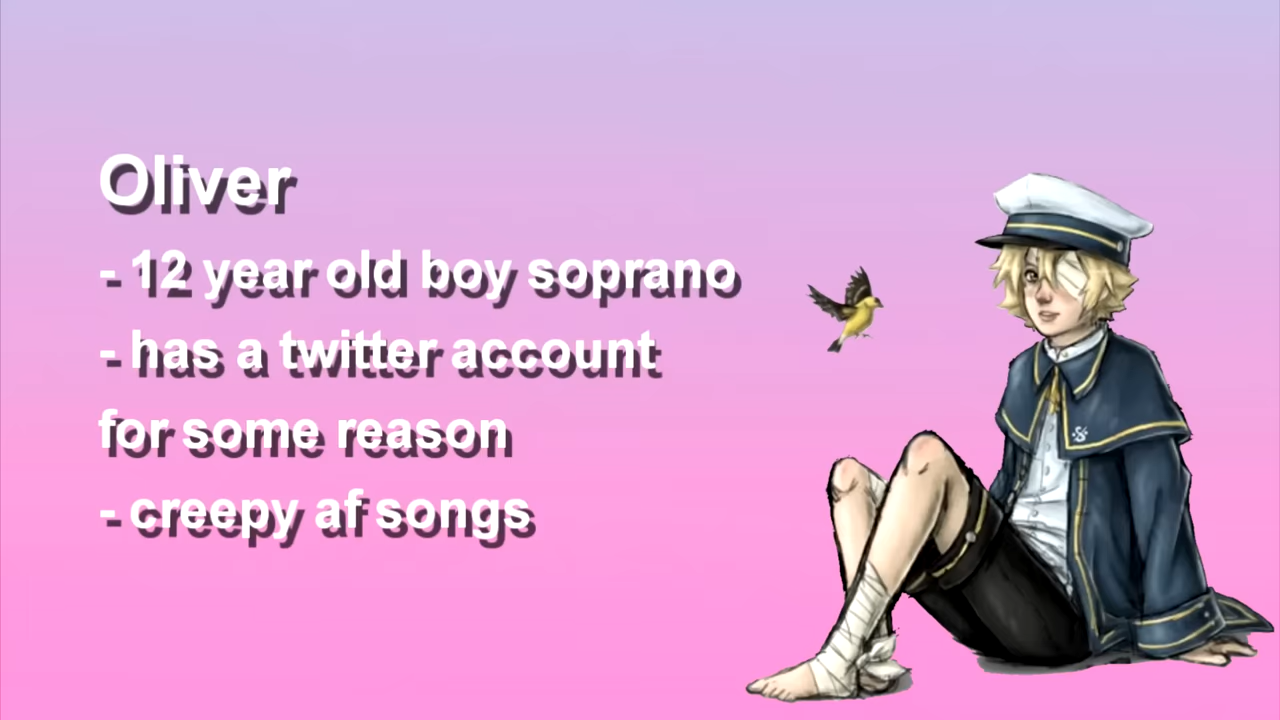 Oliver
- 12 year old boy soprano
- has a twitter account
for some reason
- creepy af songs